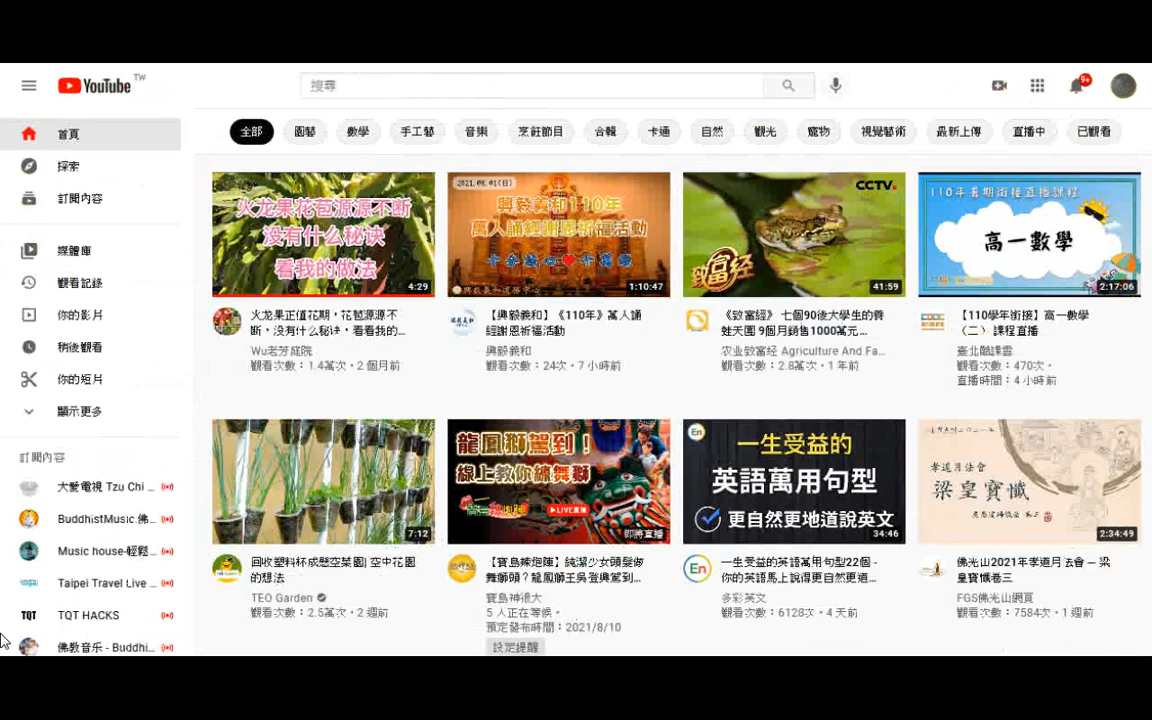 YouTube TW
搜尋
9+
首頁
探索
訂閱內容
媒體庫
觀看記錄
你的影片
稍後觀看
你的短片
顯示更多
訂閱內容
大愛電視 Tzu Chi ...
BuddhistMusic.佛...
Music house-輕鬆...
Taipei Travel Live ...
TQT TQT HACKS
佛教音乐 - Buddhi...
全部 園藝 數學 手工藝 音樂 烹飪節目 合輯 卡通 自然 觀光 寵物 視覺藝術 最新上傳 直播中 已觀看
火龙果花苞源源不断
没有什么秘诀
看我的做法
4:29
火龙果正值花期，花苞源源不
断，没有什么秘诀，看看我的...
Wu老芳庭院
觀看次數：1.4萬次・2 個月前
2021.08.01(日)
興毅義和110年
萬人誦經謝恩祈福活動
興毅義和道務中心
1:10:47
【興毅義和】《110年》萬人誦
經謝恩祈福活動
興毅義和
觀看次數：24次・7 小時前
CCTV.
致富经
41:59
《致富经》 七個90後大學生的養
蛙天團 9個月銷售1000萬元...
农业致富经 Agriculture And Fa...
觀看次數：2.8萬次・1 年前
110年暑期銜接直播課程
高一數學
2:17:06
【110學年銜接】高一數學
（二）課程直播
臺北酷課雲
觀看次數：470次・
直播時間：4 小時前
7:12
回收塑料杯成懸空菜園| 空中花園
的想法
TEO Garden
觀看次數：2.5萬次・2 週前
龍鳳獅駕到！
線上教你練舞獅
LIVE直播
即將直播
【寶島辣炮陣】純潔少女頭髮做
舞獅頭？龍鳳獅王吳登興駕到...
寶島神很大
5 人正在等候・
預定發布時間：2021/8/10
設定提醒
En
一生受益的
英語萬用句型
更自然更地道說英文
34:46
En
一生受益的英語萬用句型22個 -
你的英語馬上說得更自然更道...
多彩英文
觀看次數：6128次・4 天前
孝道月法會
梁皇寶懺
2:34:49
佛光山2021年孝道月法會－梁
皇寶懺卷三
FGS佛光山網頁
觀看次數：7584次・1 週前